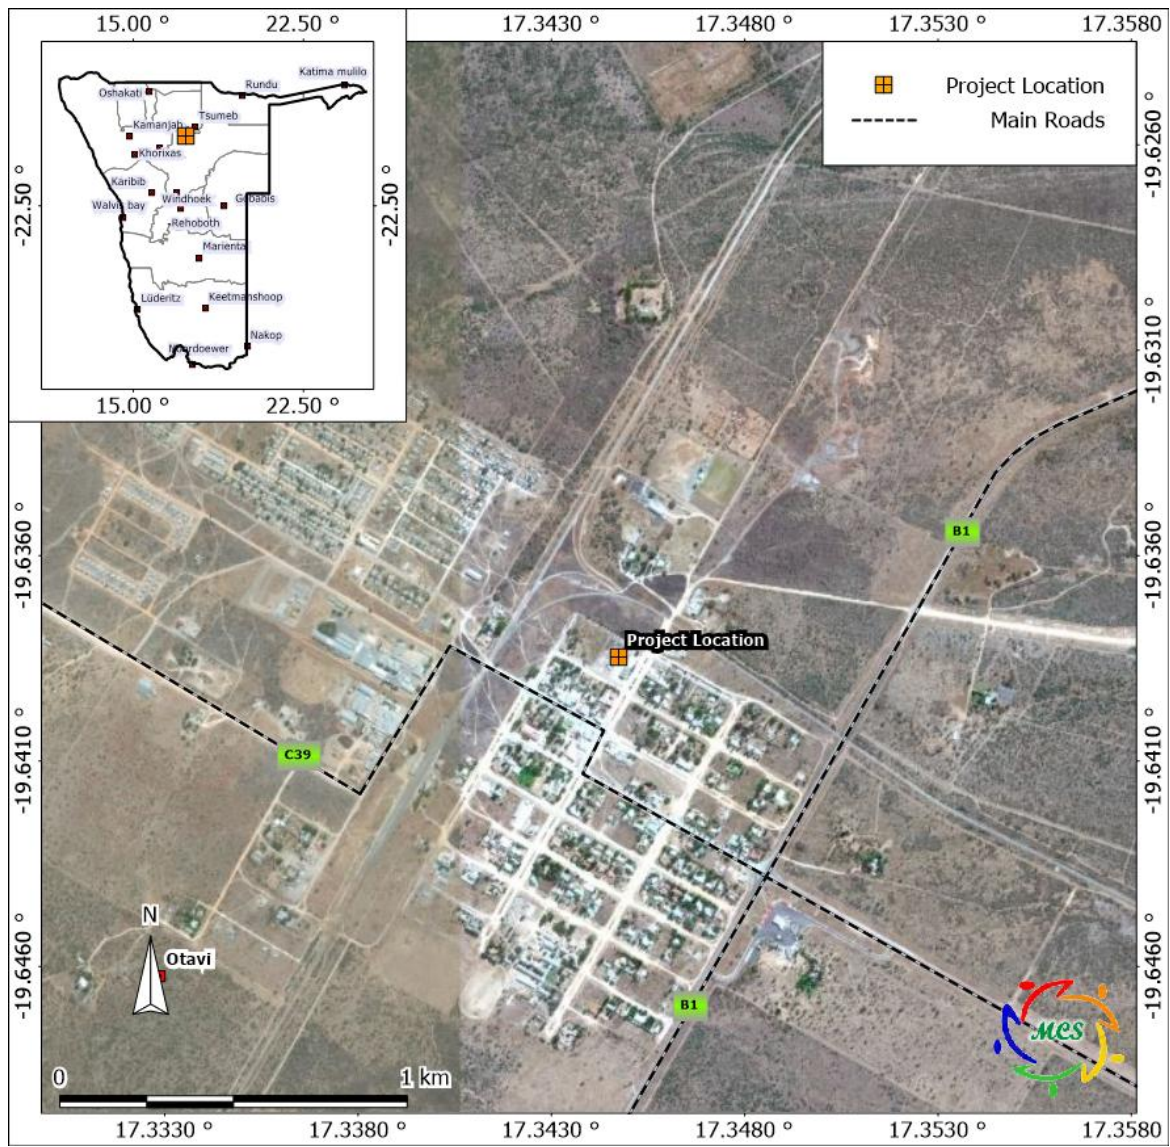 15.00 °
22.50 °
17.3430 °
17.3480 °
17.3530 °
17.3580 °
Katima mulilo
Rundu
Oshakati
Tsumeb
Kamanjab
Khorixas
Karibib
Windhoek
Gobabis
Walvis bay
Rehoboth
Marienta
Lüderitz
Keetmanshoop
Nakop
Noordoewer
-22.50 °
-22.50 °
15.00 °
22.50 °
Project Location
Main Roads
-19.6260 °
-19.6310 °
B1
-19.6360 °
-19.6360 °
Project Location
C39
-19.6410 °
-19.6410 °
N
Otavi
-19.6460 °
-19.6460 °
B1
MCS
0
1 km
17.3330 °
17.3380 °
17.3430 °
17.3480 °
17.3530 °
17.3580 °